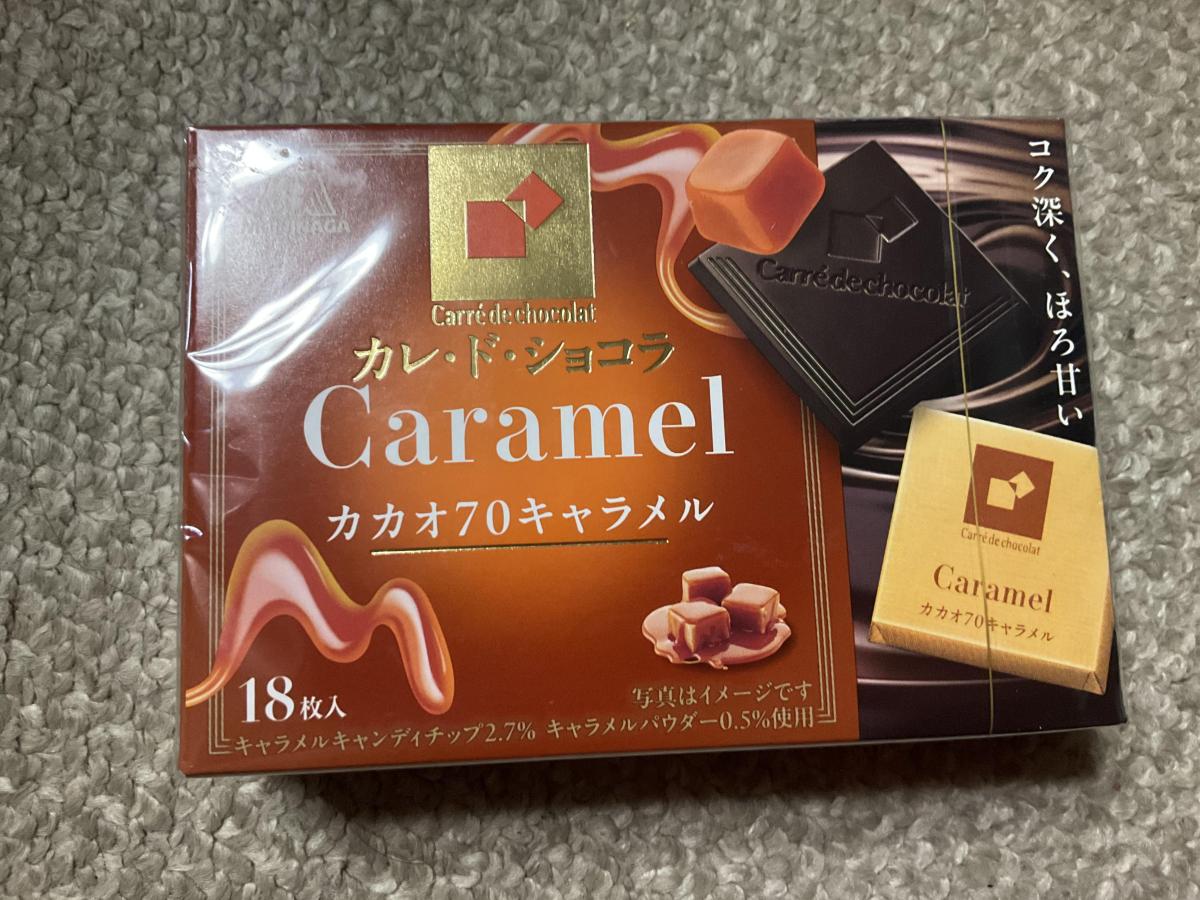 Carré de chocolat
カレ・ド・ショコラ
Caramel
カカオ70キャラメル
18枚入
写真はイメージです
キャラメルキャンディチップ2.7% キャラメルパウダー0.5%使用
コク深く、ほろ甘い
Carré de chocolat
Carré de chocolat
Caramel
カカオ70キャラメル